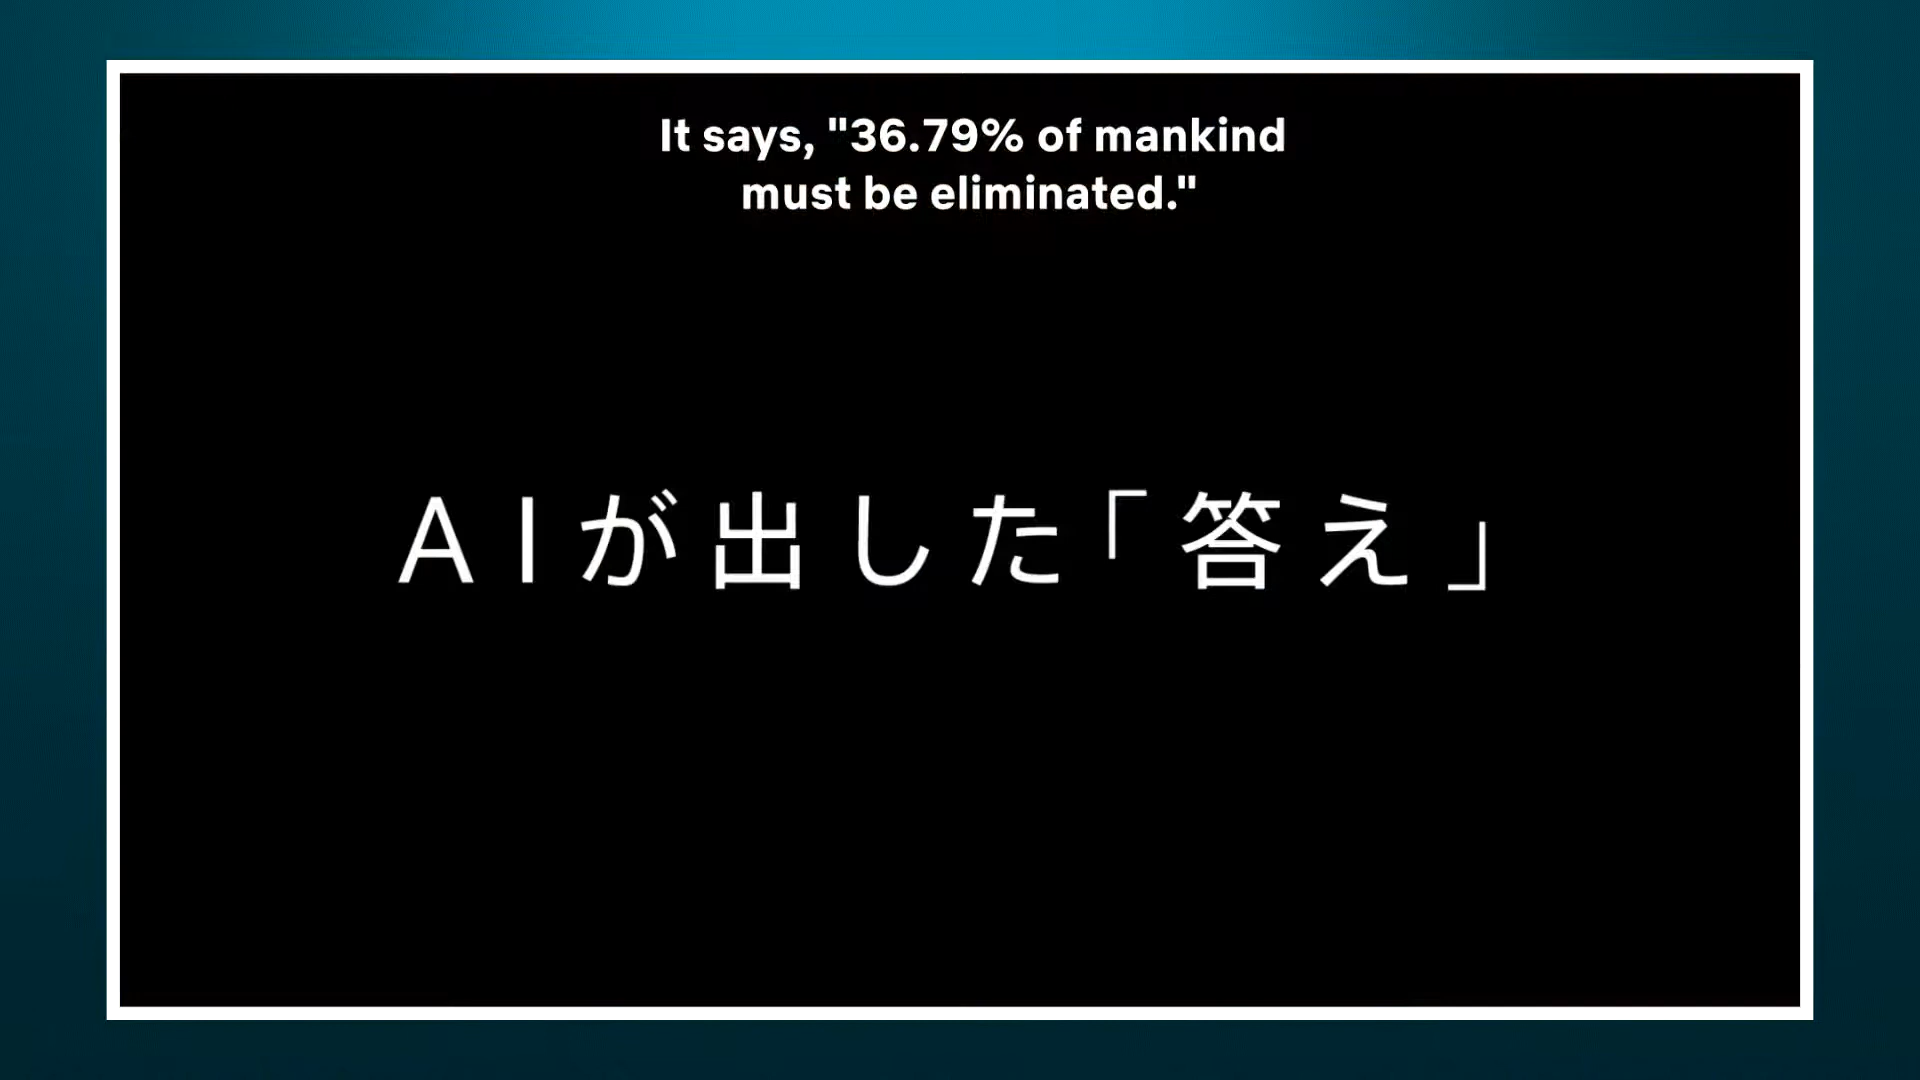 It says, "36.79% of mankind
must be eliminated."
AIが出した「答え」